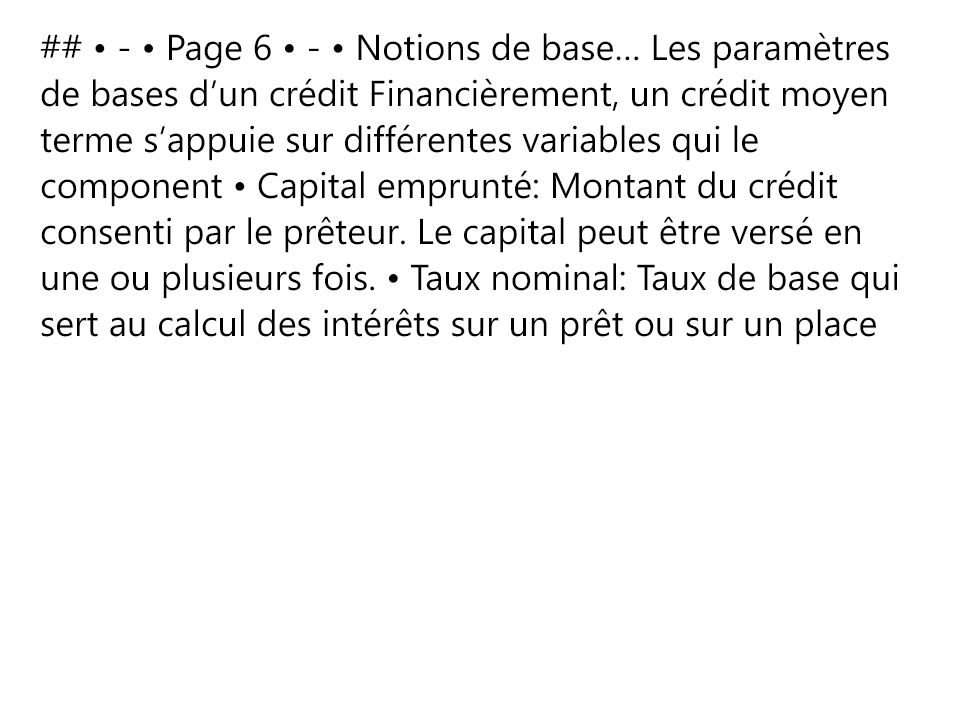 ## • - • Page 6 • - • Notions de base… Les paramètres
de bases d’un crédit Financièrement, un crédit moyen
terme s’appuie sur différentes variables qui le
component • Capital emprunté: Montant du crédit
consenti par le prêteur. Le capital peut être versé en
une ou plusieurs fois. • Taux nominal: Taux de base qui
sert au calcul des intérêts sur un prêt ou sur un place